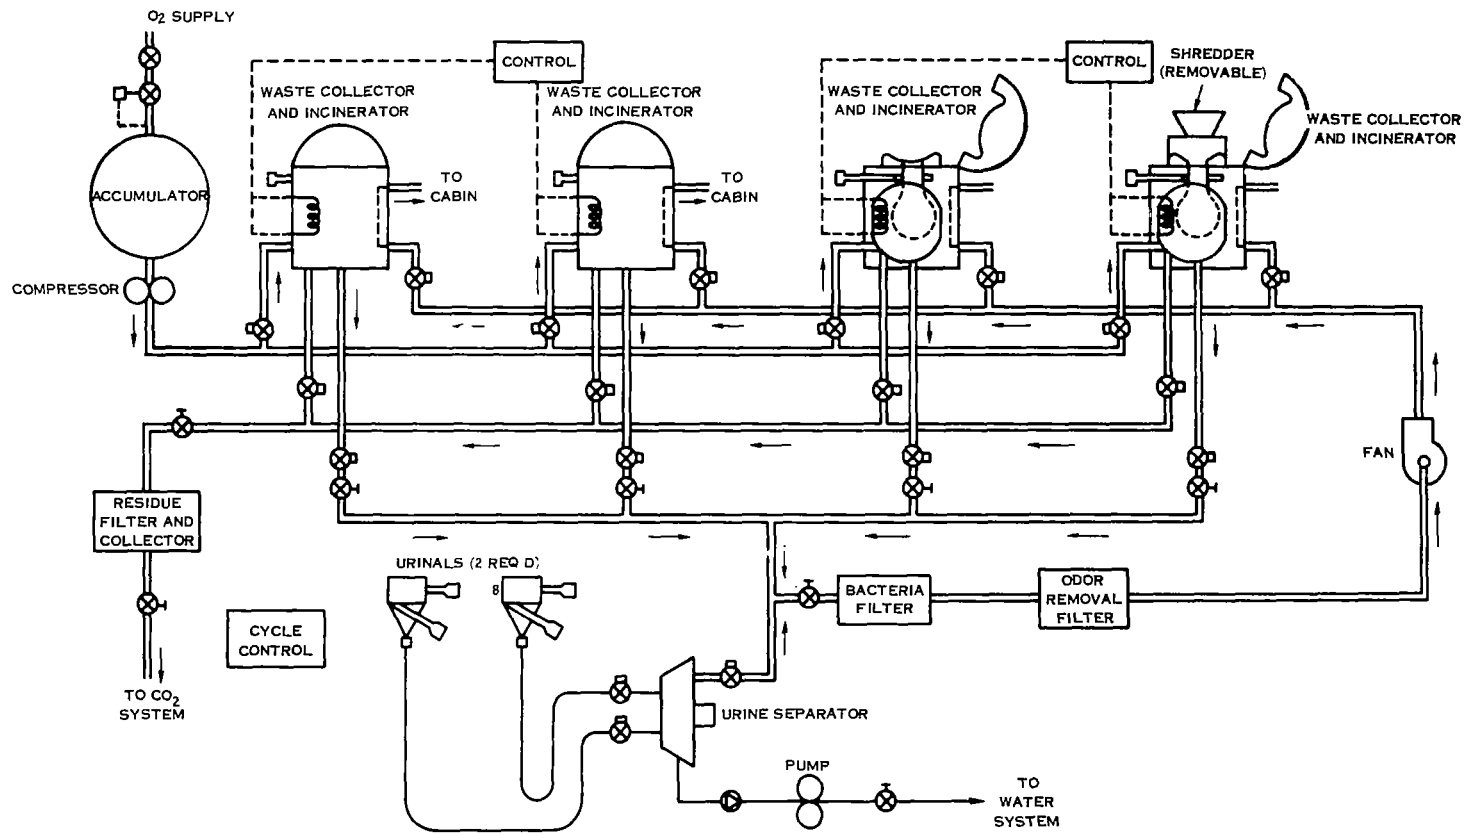 O2 SUPPLY
CONTROL
WASTE COLLECTOR
AND INCINERATOR
WASTE COLLECTOR
AND INCINERATOR
WASTE COLLECTOR
AND INCINERATOR
CONTROL
SHREDDER
(REMOVABLE)
WASTE COLLECTOR
AND INCINERATOR
ACCUMULATOR
TO
CABIN
TO
CABIN
COMPRESSOR
FAN
RESIDUE
FILTER AND
COLLECTOR
URINALS (2 REQ D)
8
BACTERIA
FILTER
ODOR
REMOVAL
FILTER
CYCLE
CONTROL
TO CO2
SYSTEM
URINE SEPARATOR
PUMP
TO
WATER
SYSTEM